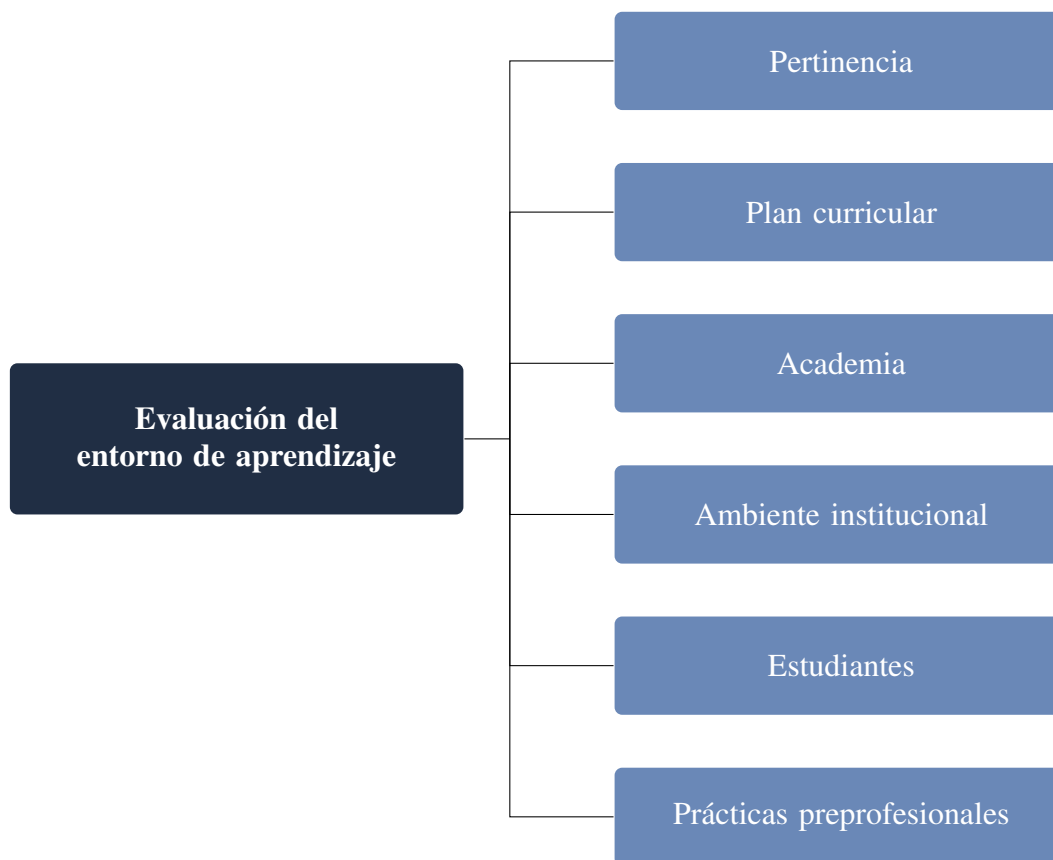 Evaluación del
entorno de aprendizaje
Pertinencia
Plan curricular
Academia
Ambiente institucional
Estudiantes
Prácticas preprofesionales